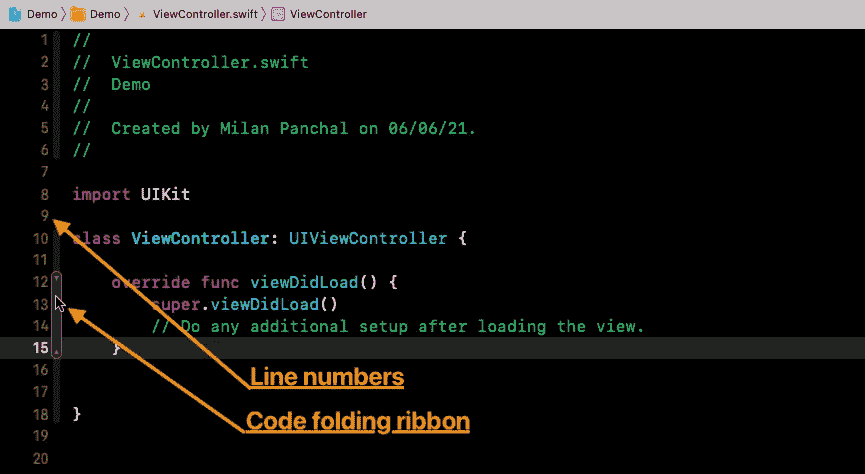 Demo Demo ViewController.swift ViewController
1 //
2 //  ViewController.swift
3 //  Demo
4 //
5 //  Created by Milan Panchal on 06/06/21.
6 //
7
8 import UIKit
9
10 class ViewController: UIViewController {
11
12     override func viewDidLoad() {
13         super.viewDidLoad()
14         // Do any additional setup after loading the view.
15     }
16
Line numbers
17
Code folding ribbon
18 }
19
20